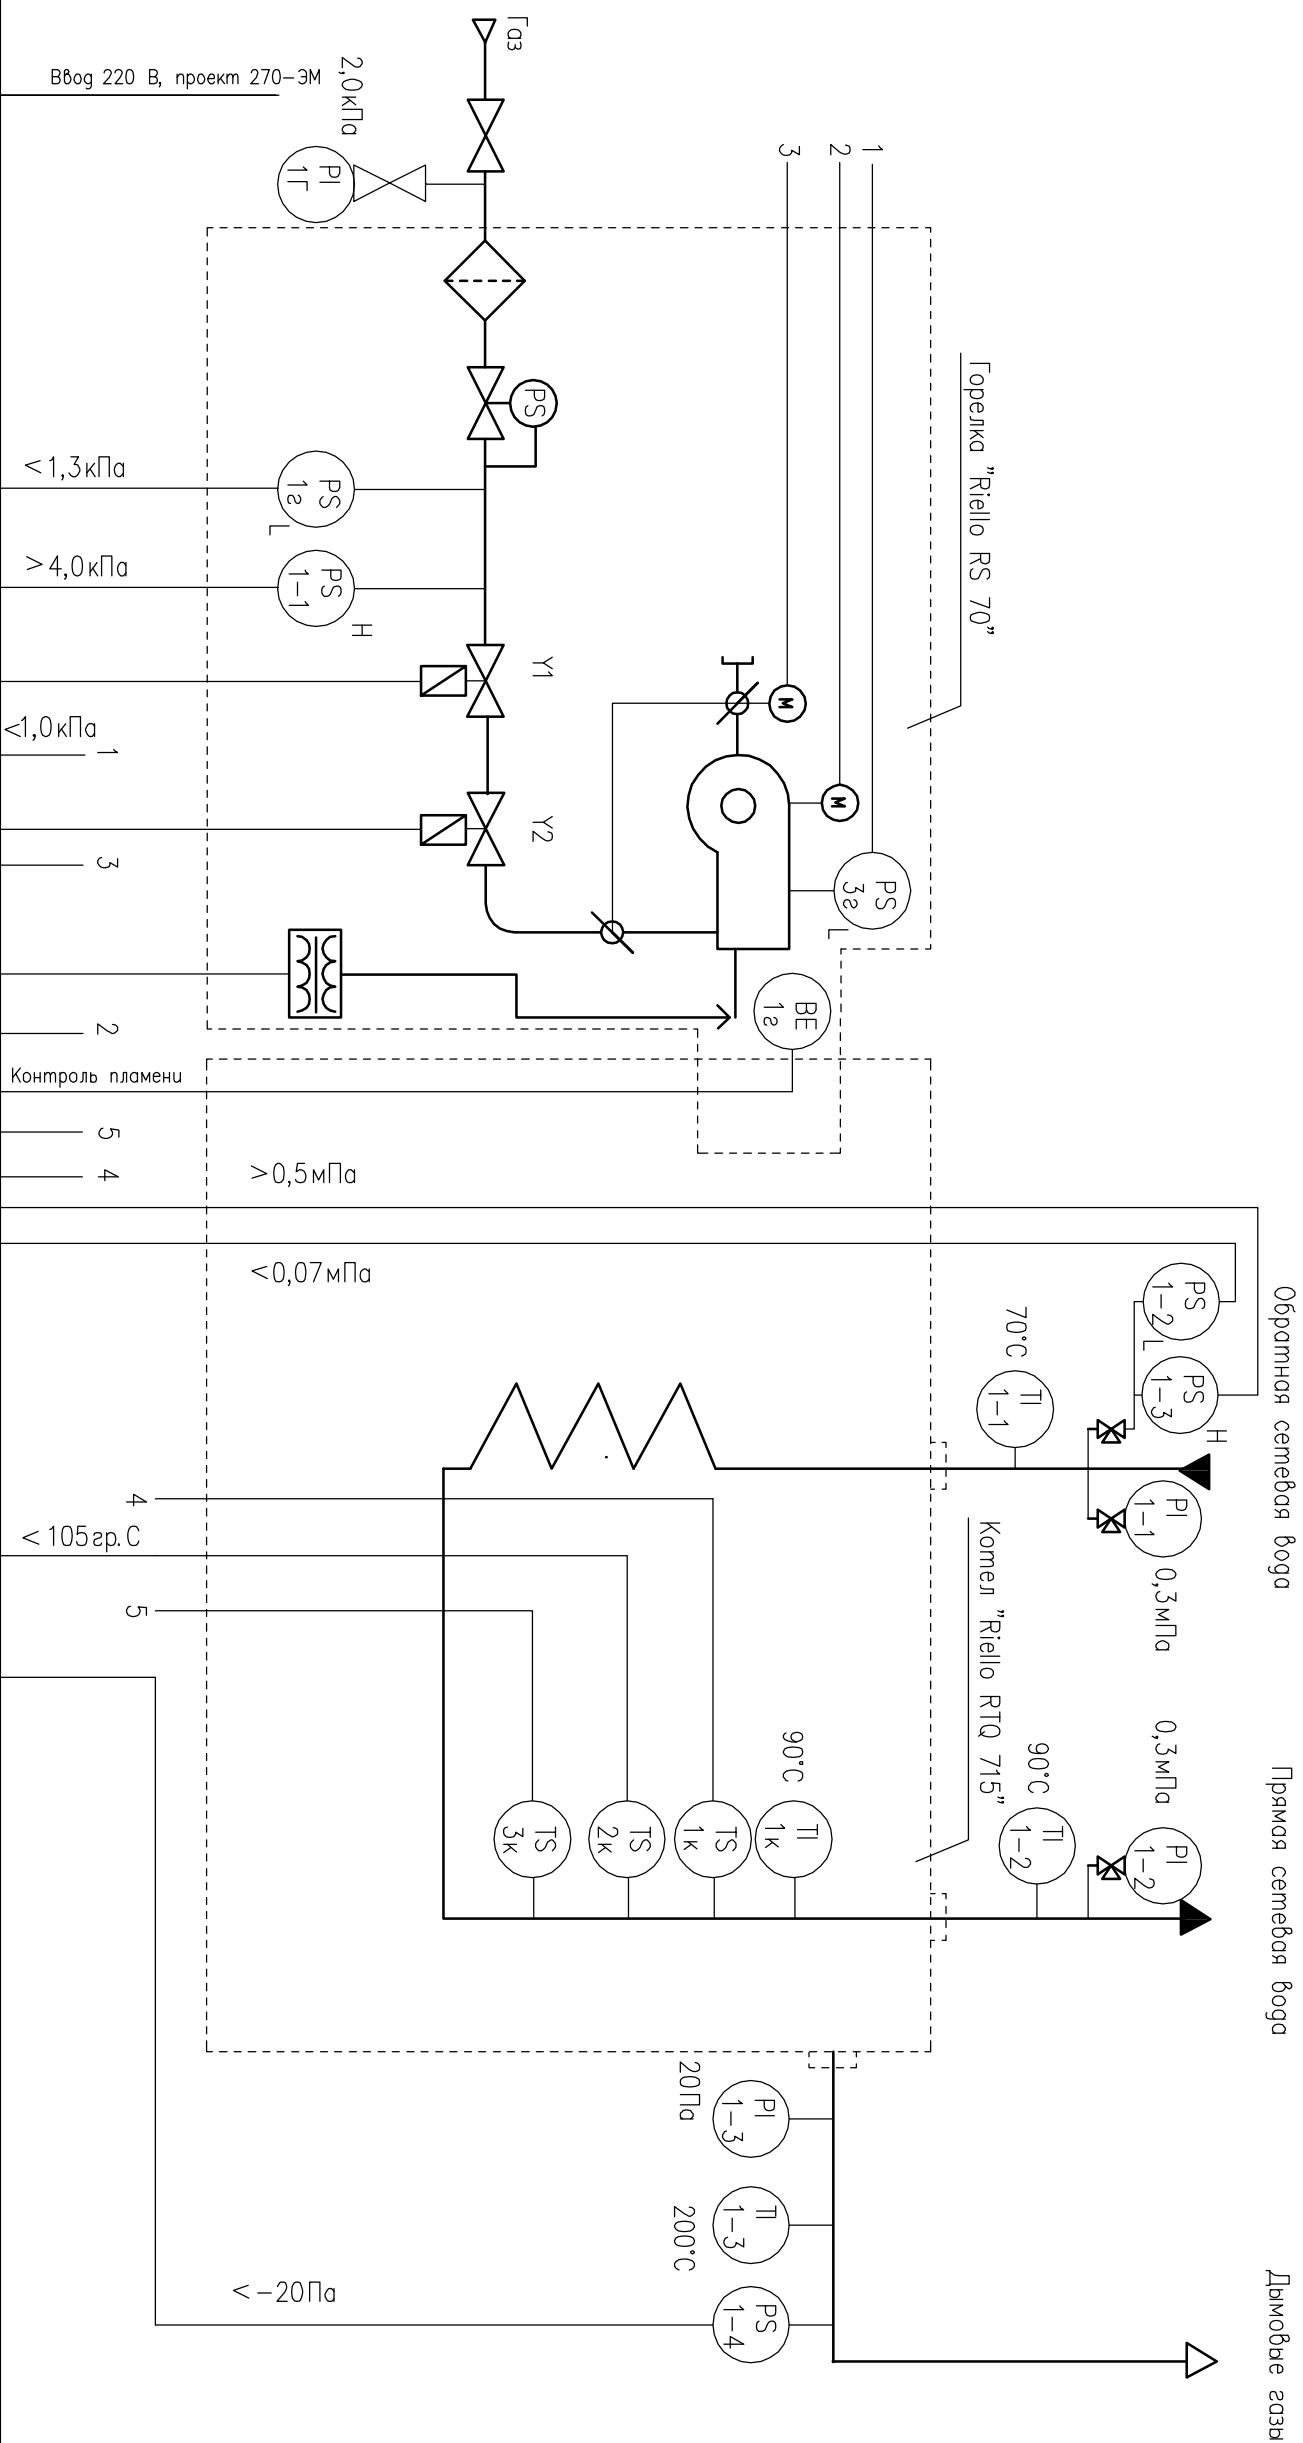 Газ
Ввод 220 В, проект 270-ЭМ
2,0кПа
PI
1Г
1
2
3
Горелка "Riello RS 70"
PS
<1,3кПа
PS
1г
L
>4,0кПа
PS
1-1
H
Y1
M
<1,0кПа
1
M
Y2
3
PS
3г
L
BE
1г
2
Контроль пламени
5
4
>0,5мПа
<0,07мПа
Обратная сетевая вода
PS
1-2
L
PS
1-3
H
70°C
TI
1-1
PI
1-1
0,3мПа
4
<105гр.С
5
Котел "Riello RTQ 715"
Прямая сетевая вода
0,3мПа
PI
1-2
90°C
TI
1-2
90°C
TI
1к
TS
1к
TS
2к
TS
3к
20Па
PI
1-3
TI
1-3
200°C
<-20Па
PS
1-4
Дымовые газы